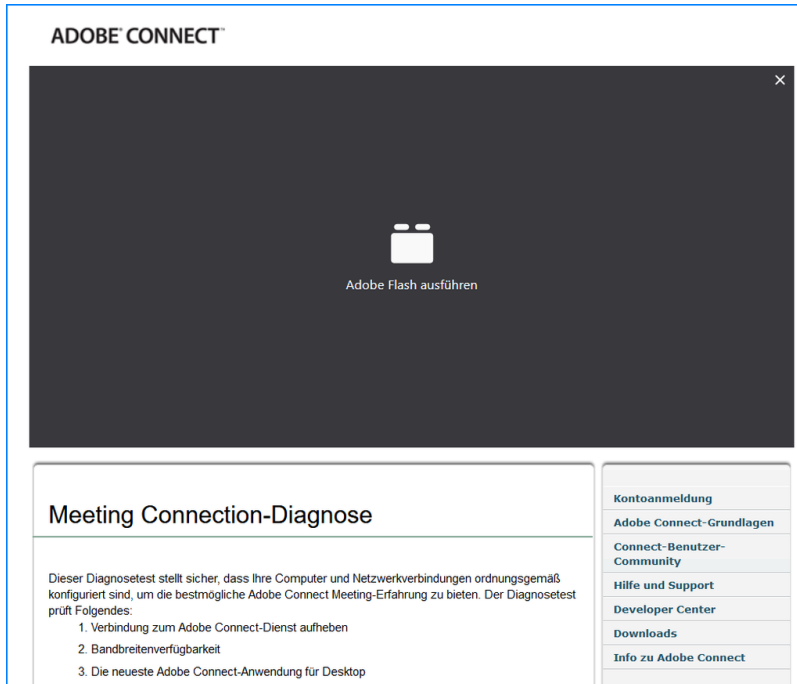 ADOBE® CONNECT™
Adobe Flash ausführen
Meeting Connection-Diagnose
Dieser Diagnosetest stellt sicher, dass Ihre Computer und Netzwerkverbindungen ordnungsgemäß
konfiguriert sind, um die bestmögliche Adobe Connect Meeting-Erfahrung zu bieten. Der Diagnosetest
prüft Folgendes:
1. Verbindung zum Adobe Connect-Dienst aufheben
2. Bandbreitenverfügbarkeit
3. Die neueste Adobe Connect-Anwendung für Desktop
Kontoanmeldung
Adobe Connect-Grundlagen
Connect-Benutzer-
Community
Hilfe und Support
Developer Center
Downloads
Info zu Adobe Connect